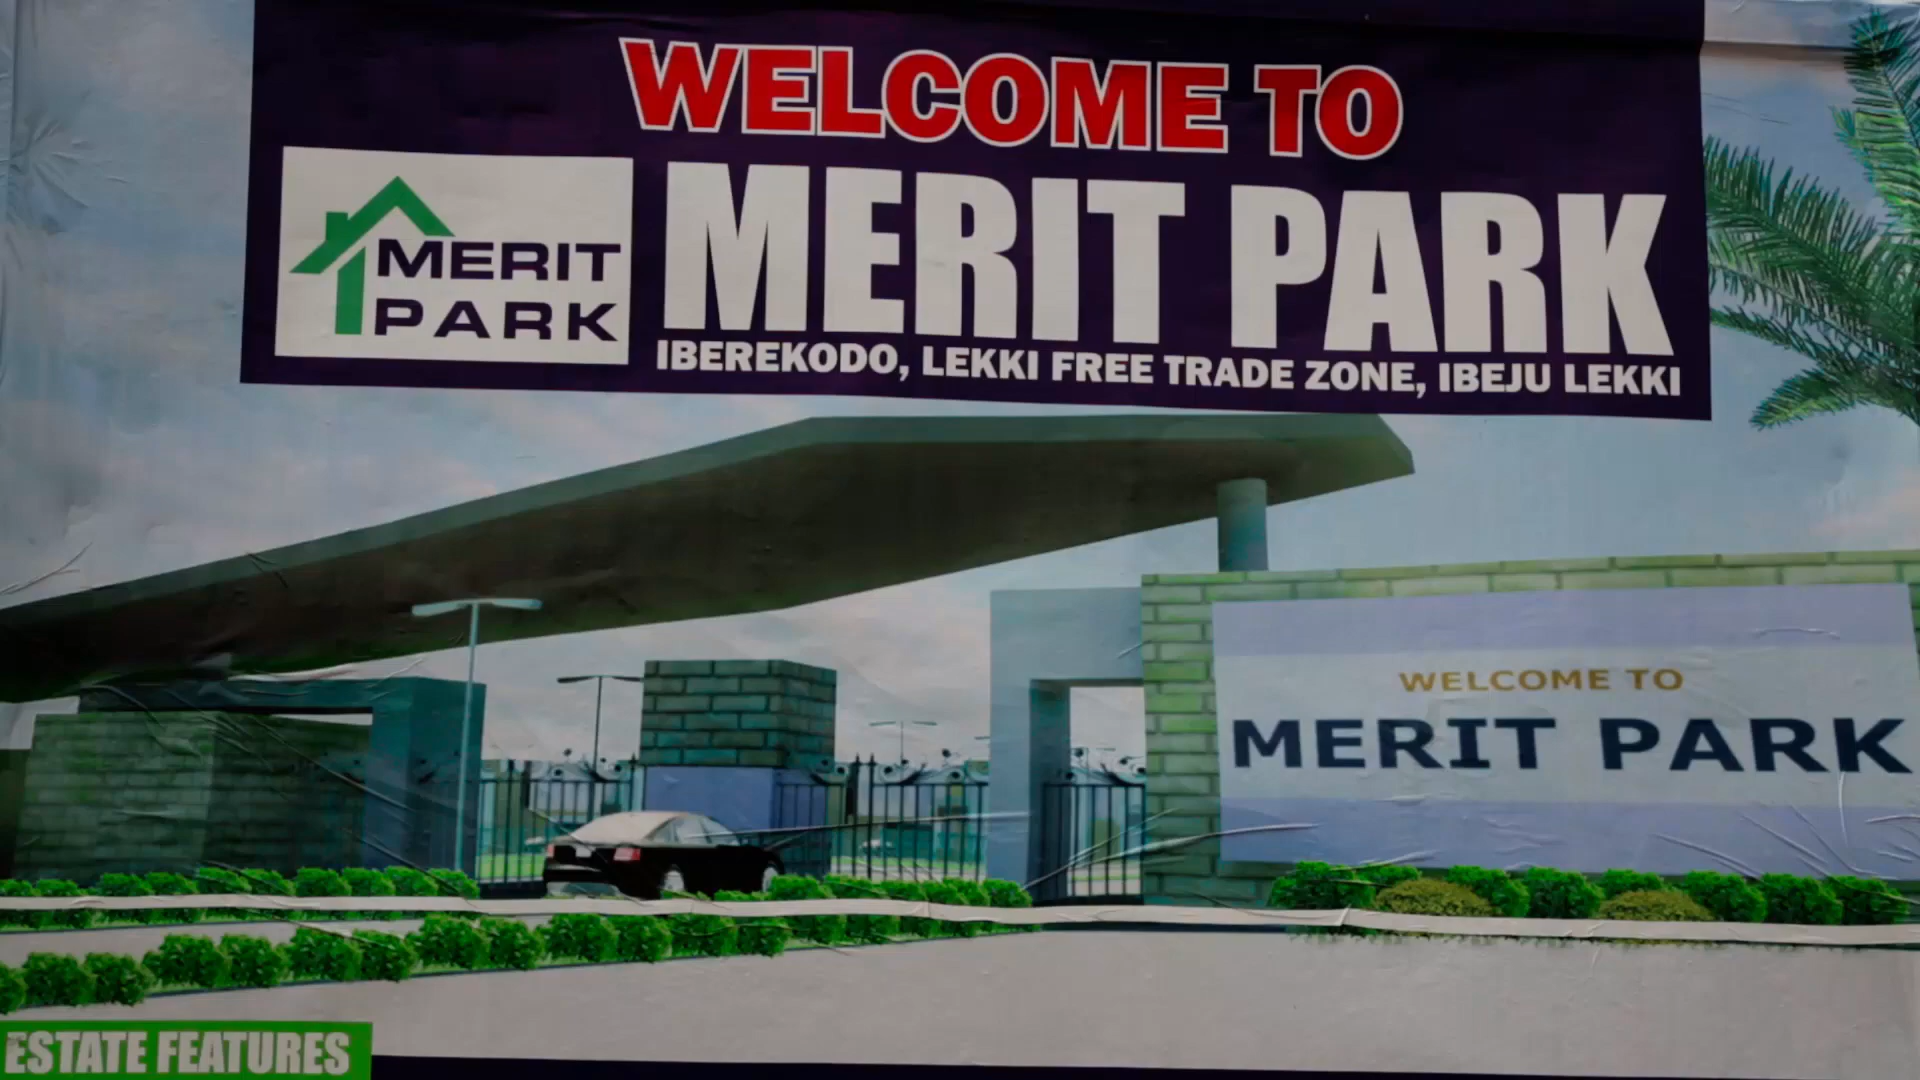 WELCOME TO
MERIT
PARK
MERIT PARK
IBEREKODO, LEKKI FREE TRADE ZONE, IBEJU LEKKI
WELCOME TO
MERIT PARK
ESTATE FEATURES